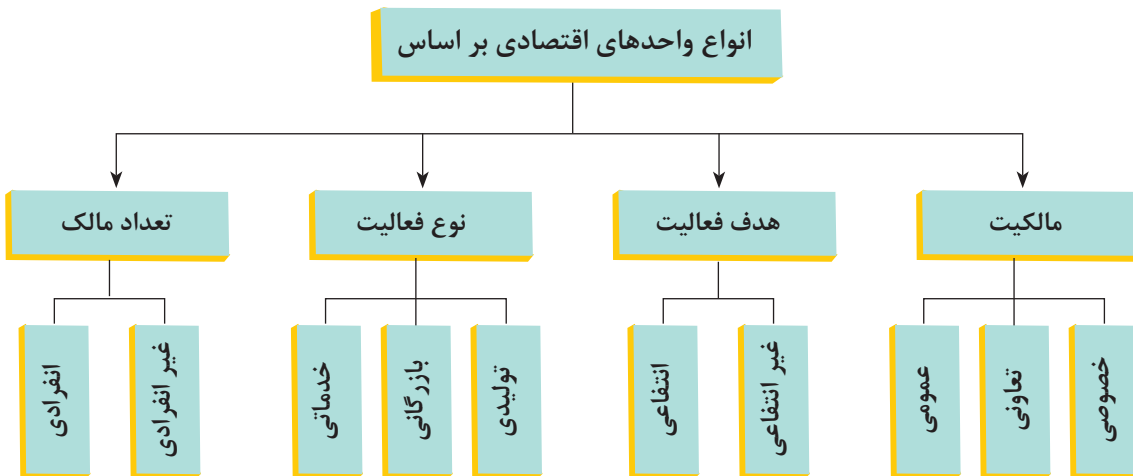 انواع واحدهای اقتصادی بر اساس
مالکیت
هدف فعالیت
نوع فعالیت
تعداد مالک
خصوصی
تعاونی
عمومی
غیر انتفاعی
انتفاعی
تولیدی
بازرگانی
خدماتی
غیر انفرادی
انفرادی